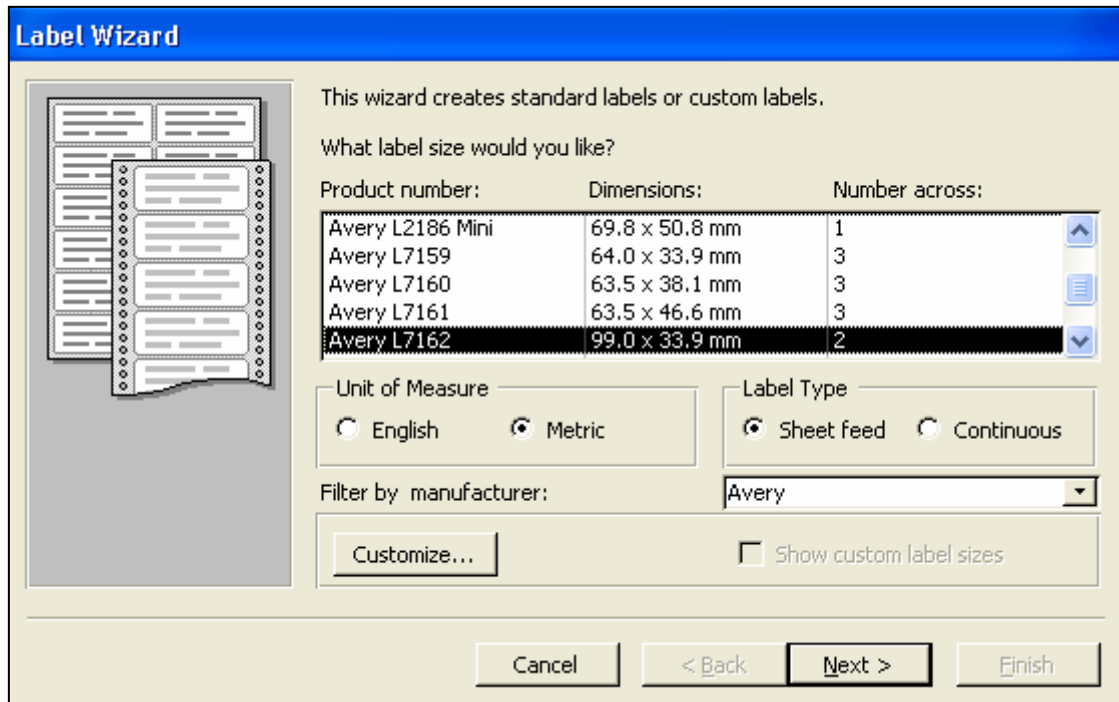 Label Wizard
This wizard creates standard labels or custom labels.
What label size would you like?
Product number: Dimensions: Number across:
Avery L2186 Mini 69.8 x 50.8 mm 1
Avery L7159 64.0 x 33.9 mm 3
Avery L7160 63.5 x 38.1 mm 3
Avery L7161 63.5 x 46.6 mm 3
Avery L7162 99.0 x 33.9 mm 2
Unit of Measure Label Type
English Metric Sheet feed Continuous
Filter by manufacturer: Avery
Customize... Show custom label sizes
Cancel < Back Next > Finish